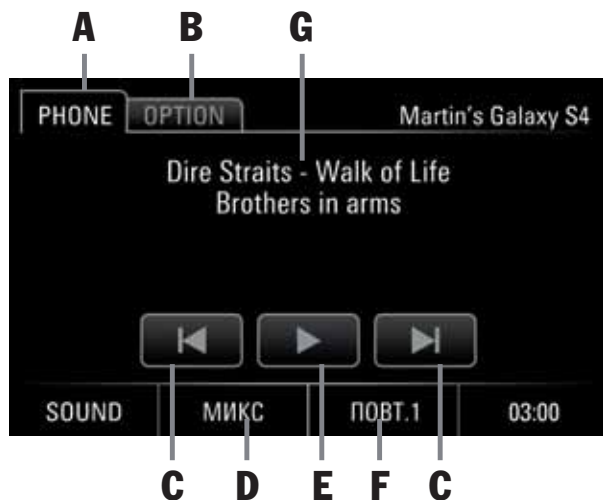 A B G
PHONE OPTION Martin's Galaxy S4
Dire Straits - Walk of Life
Brothers in arms
SOUND МИКС ПОВТ.1 03:00
C D E F C